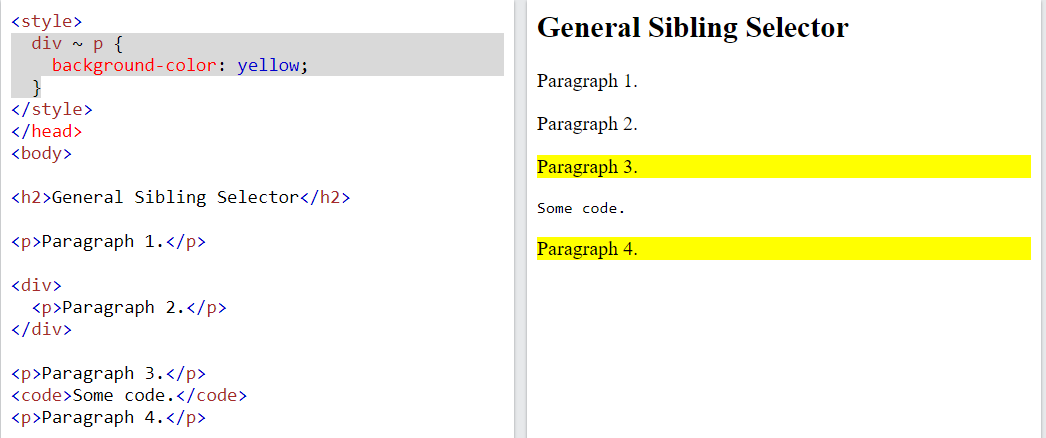 <style>
div ~ p {
background-color: yellow;
}
</style>
</head>
<body>
<h2>General Sibling Selector</h2>
<p>Paragraph 1.</p>
<div>
<p>Paragraph 2.</p>
</div>
<p>Paragraph 3.</p>
<code>Some code.</code>
<p>Paragraph 4.</p>
General Sibling Selector
Paragraph 1.
Paragraph 2.
Paragraph 3.
Some code.
Paragraph 4.